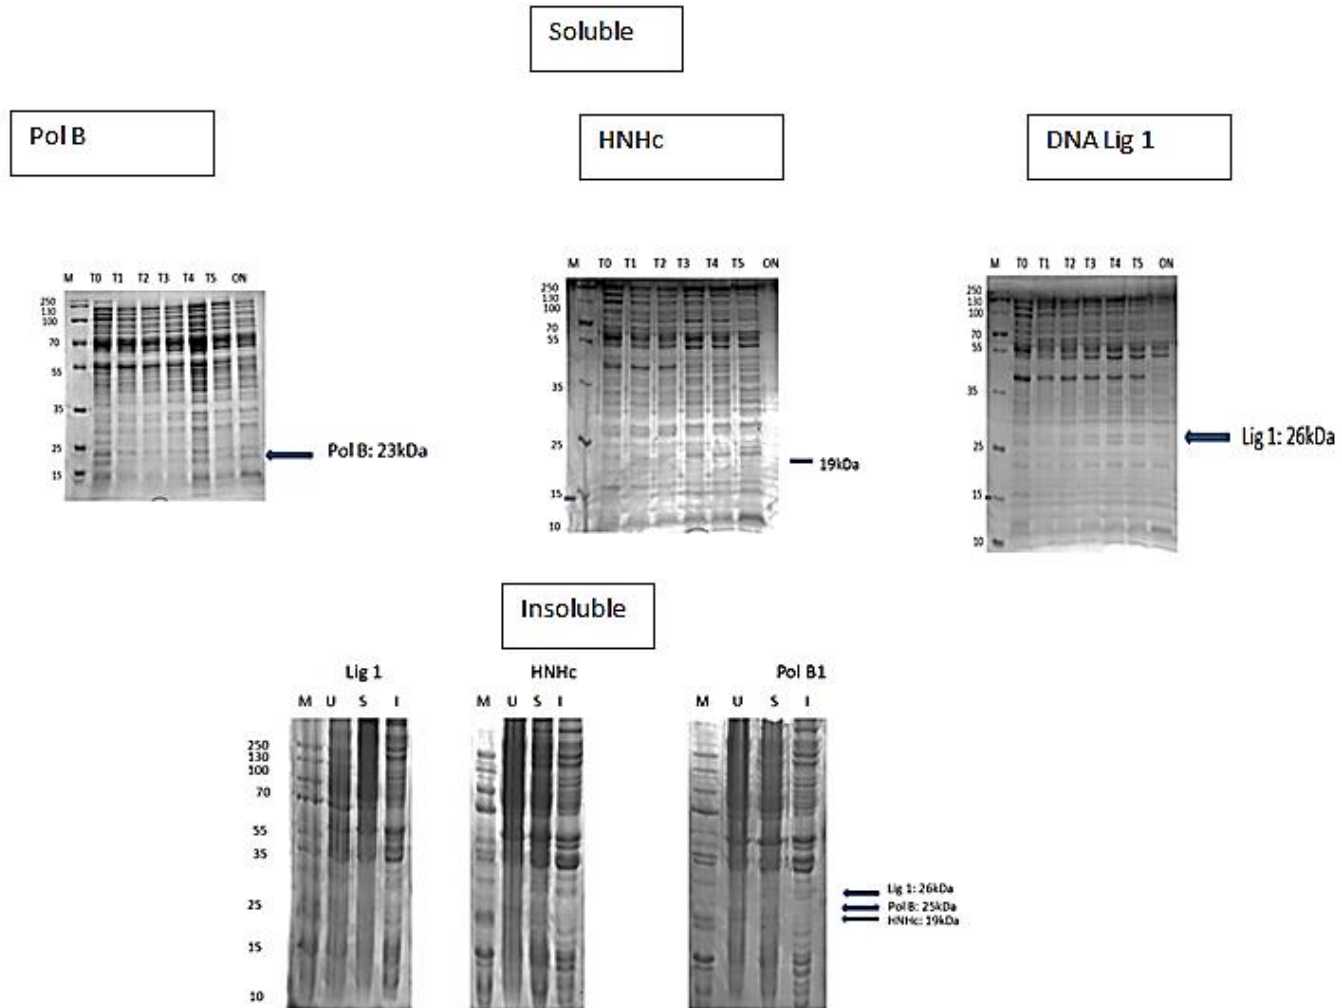 Soluble
Pol B
HNHc
DNA Lig 1
M T0 T1 T2 T3 T4 T5 ON
250
130
100
70
55
35
25
15
Pol B: 23kDa
M T0 T1 T2 T3 T4 T5 ON
250
130
100
70
55
35
25
15
10
19kDa
M T0 T1 T2 T3 T4 T5 ON
250
130
100
70
55
35
25
15
10
Lig 1: 26kDa
Insoluble
Lig 1
M U S I
250
130
100
70
55
35
25
15
10
HNHc
M U S I
Pol B1
M U S I
Lig 1: 26kDa
Pol B: 25kDa
HNHc: 19kDa